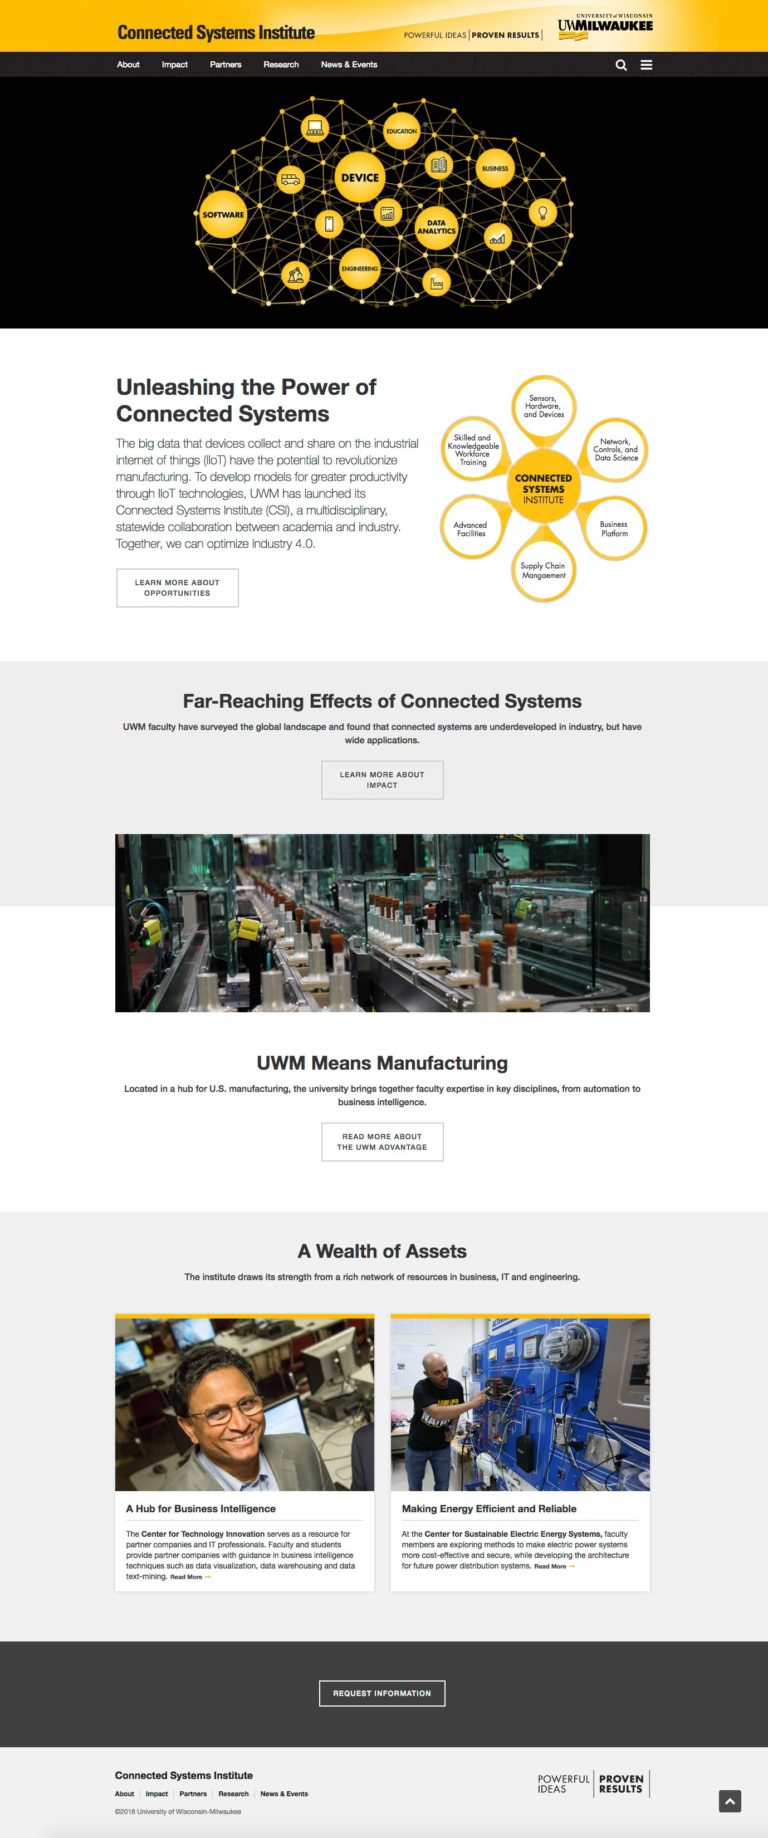 Connected Systems Institute
POWERFUL IDEAS | PROVEN RESULTS
UNIVERSITY of WISCONSIN
UWMILWAUKEE
About Impact Partners Research News & Events
EDUCATION
DEVICE
BUSINESS
SOFTWARE
DATA
ANALYTICS
ENGINEERING
Unleashing the Power of
Connected Systems
The big data that devices collect and share on the industrial
internet of things (IIoT) have the potential to revolutionize
manufacturing. To develop models for greater productivity
through IIoT technologies, UWM has launched its
Connected Systems Institute (CSI), a multidisciplinary,
statewide collaboration between academia and industry.
Together, we can optimize Industry 4.0.
LEARN MORE ABOUT
OPPORTUNITIES
Sensors,
Hardware,
and Devices
Skilled and
Knowledgeable
Workforce
Training
Network,
Controls, and
Data Science
CONNECTED
SYSTEMS
INSTITUTE
Advanced
Facilities
Business
Platform
Supply Chain
Mangaement
Far-Reaching Effects of Connected Systems
UWM faculty have surveyed the global landscape and found that connected systems are underdeveloped in industry, but have
wide applications.
LEARN MORE ABOUT
IMPACT
UWM Means Manufacturing
Located in a hub for U.S. manufacturing, the university brings together faculty expertise in key disciplines, from automation to
business intelligence.
READ MORE ABOUT
THE UWM ADVANTAGE
A Wealth of Assets
The institute draws its strength from a rich network of resources in business, IT and engineering.
A Hub for Business Intelligence
The Center for Technology Innovation serves as a resource for
partner companies and IT professionals. Faculty and students
provide partner companies with guidance in business intelligence
techniques such as data visualization, data warehousing and data
text-mining. Read More →
Making Energy Efficient and Reliable
At the Center for Sustainable Electric Energy Systems, faculty
members are exploring methods to make electric power systems
more cost-effective and secure, while developing the architecture
for future power distribution systems. Read More →
REQUEST INFORMATION
Connected Systems Institute
About Impact Partners Research News & Events
©2018 University of Wisconsin-Milwaukee
POWERFUL IDEAS | PROVEN RESULTS